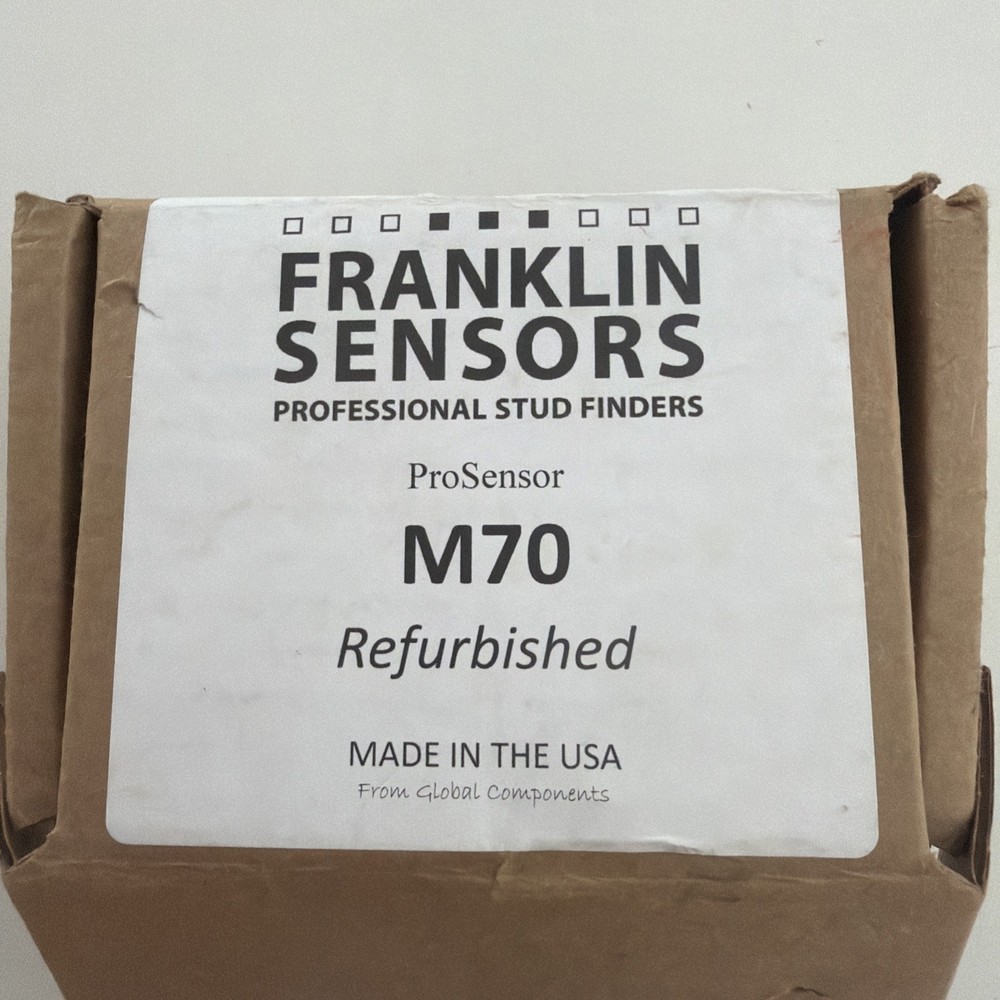 FRANKLIN
SENSORS
PROFESSIONAL STUD FINDERS
ProSensor
M70
Refurbished
MADE IN THE USA
From Global Components